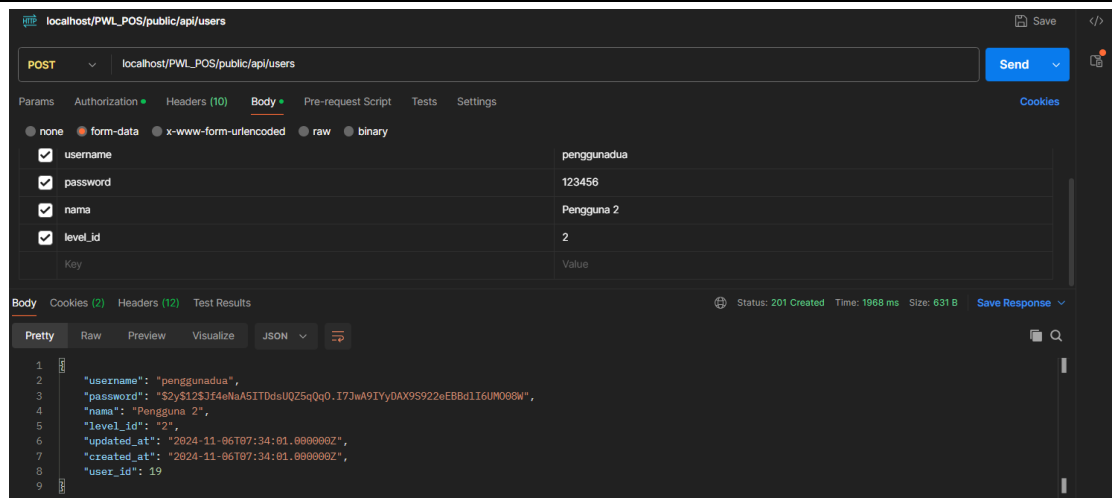 HTTP localhost/PWL_POS/public/api/users Save </>
POST localhost/PWL_POS/public/api/users Send
Params Authorization Headers (10) Body Pre-request Script Tests Settings Cookies
none form-data x-www-form-urlencoded raw binary
username penggunadua
password 123456
nama Pengguna 2
level_id 2
Key Value
Body Cookies (2) Headers (12) Test Results Status: 201 Created Time: 1968 ms Size: 631 B Save Response
Pretty Raw Preview Visualize JSON
1 {
2 "username": "penggunadua",
3 "password": "$2y$12$Jf4eNaA5ITDdsUQZ5qQqO.I7JwA9IYyDAX9S922eEBBdlI6UMO08W",
4 "nama": "Pengguna 2",
5 "level_id": "2",
6 "updated_at": "2024-11-06T07:34:01.000000Z",
7 "created_at": "2024-11-06T07:34:01.000000Z",
8 "user_id": 19
9 }